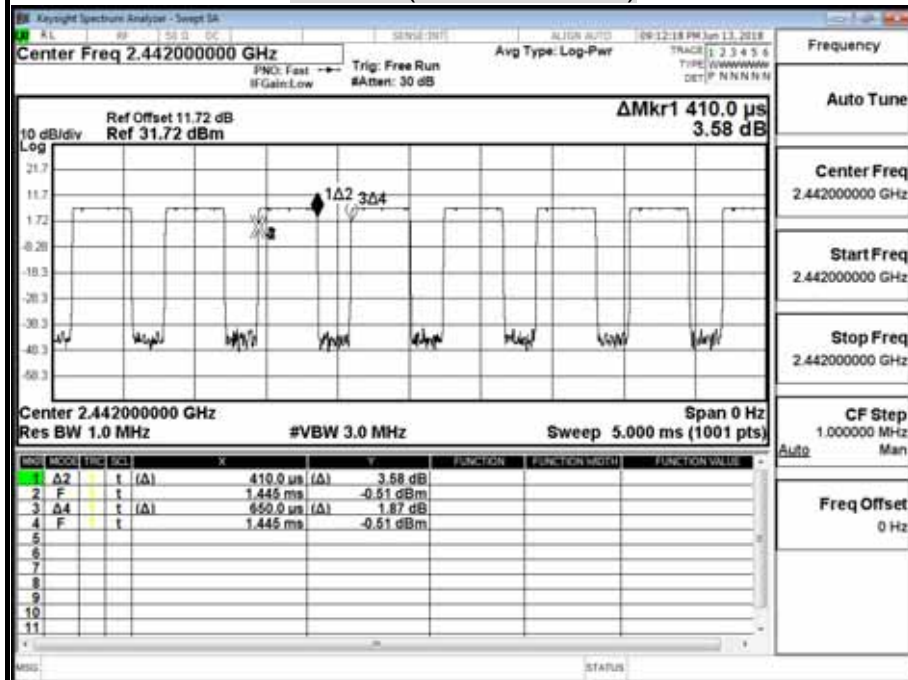 Keysight Spectrum Analyzer - Swept SA
RL RF 50 Ω DC SENSE:INT ALIGN AUTO 09:12:18 PM Jun 13, 2018
Center Freq 2.442000000 GHz
PNO: Fast
IFGain:Low
Trig: Free Run
#Atten: 30 dB
Avg Type: Log-Pwr
TRACE 1 2 3 4 5 6
TYPE WWWWWW
DET P N N N N N
ΔMkr1 410.0 µs
3.58 dB
Ref Offset 11.72 dB
10 dB/div Ref 31.72 dBm
Log
21.7
11.7
1.72
-8.28
-18.3
-28.3
-38.3
-48.3
-58.3
1Δ2 3Δ4
Center 2.442000000 GHz Span 0 Hz
Res BW 1.0 MHz #VBW 3.0 MHz Sweep 5.000 ms (1001 pts)
MKR MODE TRC SCL X Y FUNCTION FUNCTION WIDTH FUNCTION VALUE
1 Δ2 t (Δ) 410.0 µs (Δ) 3.58 dB
2 F t 1.445 ms -0.51 dBm
3 Δ4 t (Δ) 650.0 µs (Δ) 1.87 dB
4 F t 1.445 ms -0.51 dBm
5
6
7
8
9
10
11
MSG STATUS
Frequency
Auto Tune
Center Freq
2.442000000 GHz
Start Freq
2.442000000 GHz
Stop Freq
2.442000000 GHz
CF Step
1.000000 MHz
Auto Man
Freq Offset
0 Hz